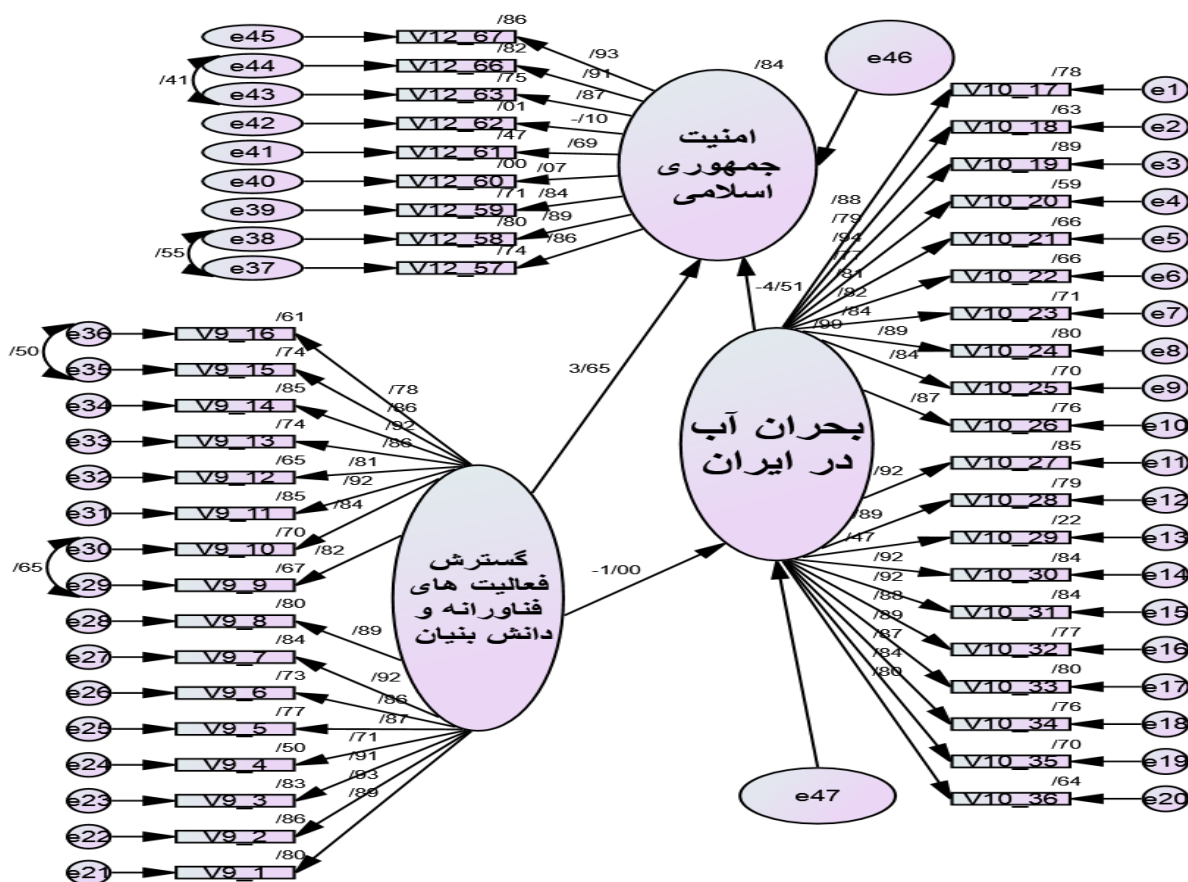 /86
e45
V12_67
/93
/82
e44
V12_66
/91
/75
/41
e43
V12_63
/87
/01
e42
V12_62
-/10
/47
e41
V12_61
/69
/00
e40
V12_60
/07
/71
e39
V12_59
/84
/80
e38
V12_58
/89
/55
/74
e37
V12_57
/86
امنیت
جمهوری
اسلامی
/84
e46
3/65
-4/51
-1/00
بحران آب
در ایران
/99
e47
گسترش
فعالیت های
فناورانه و
دانش بنیان
/88
V10_17
/78
e1
/79
V10_18
/63
e2
/94
V10_19
/89
e3
/77
V10_20
/59
e4
/81
V10_21
/66
e5
/82
V10_22
/66
e6
/84
V10_23
/71
e7
/89
V10_24
/80
e8
/84
V10_25
/70
e9
/87
V10_26
/76
e10
/92
V10_27
/85
e11
/89
V10_28
/79
e12
/47
V10_29
/22
e13
/92
V10_30
/84
e14
/92
V10_31
/84
e15
/88
V10_32
/77
e16
/89
V10_33
/80
e17
/87
V10_34
/76
e18
/84
V10_35
/70
e19
/80
V10_36
/64
e20
/50
e36
V9_16
/61
/78
e35
V9_15
/74
/86
e34
V9_14
/85
/92
e33
V9_13
/74
/86
e32
V9_12
/65
/81
e31
V9_11
/85
/92
/65
e30
V9_10
/70
/84
e29
V9_9
/67
/82
e28
V9_8
/80
/89
e27
V9_7
/84
/92
e26
V9_6
/73
/86
e25
V9_5
/77
/87
e24
V9_4
/50
/71
e23
V9_3
/83
/91
e22
V9_2
/86
/93
e21
V9_1
/80
/89